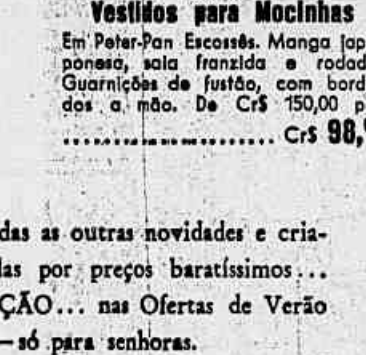 Vestidos para Mocinhas
Em Peter-Pan Escossês. Manga jap
ponesa, saia franzida e rodad
Guarnições de fustão, com bord
dos a mão. De Cr$ 150,00 p
........................ Cr$ 98,
das as outras novidades e cria-
las por preços baratíssimos...
ÇÃO... nas Ofertas de Verão
—só para senhoras.